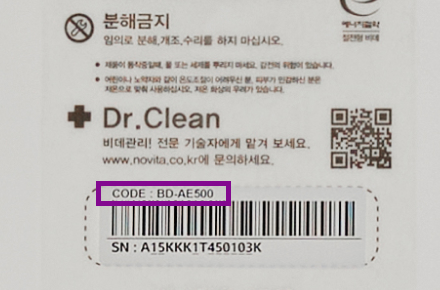 분해금지
임의로 분해,개조,수리를 하지 마십시오.
에너지절약
절전형 비데
• 제품이 동작중일때, 물 또는 세제를 뿌리지 마세요. 감전의 위험이 있습니다.
• 어린이나 노약자와 같이 온도조절이 어려우신 분, 피부가 민감하신 분은
저온으로 맞춰 사용하십시오. 저온 화상의 우려가 있습니다.
Dr.Clean
비데관리! 전문 기술자에게 맡겨 보세요.
www.novita.co.kr에 문의하세요.
CODE : BD-AE500
SN : A15KKK1T450103K